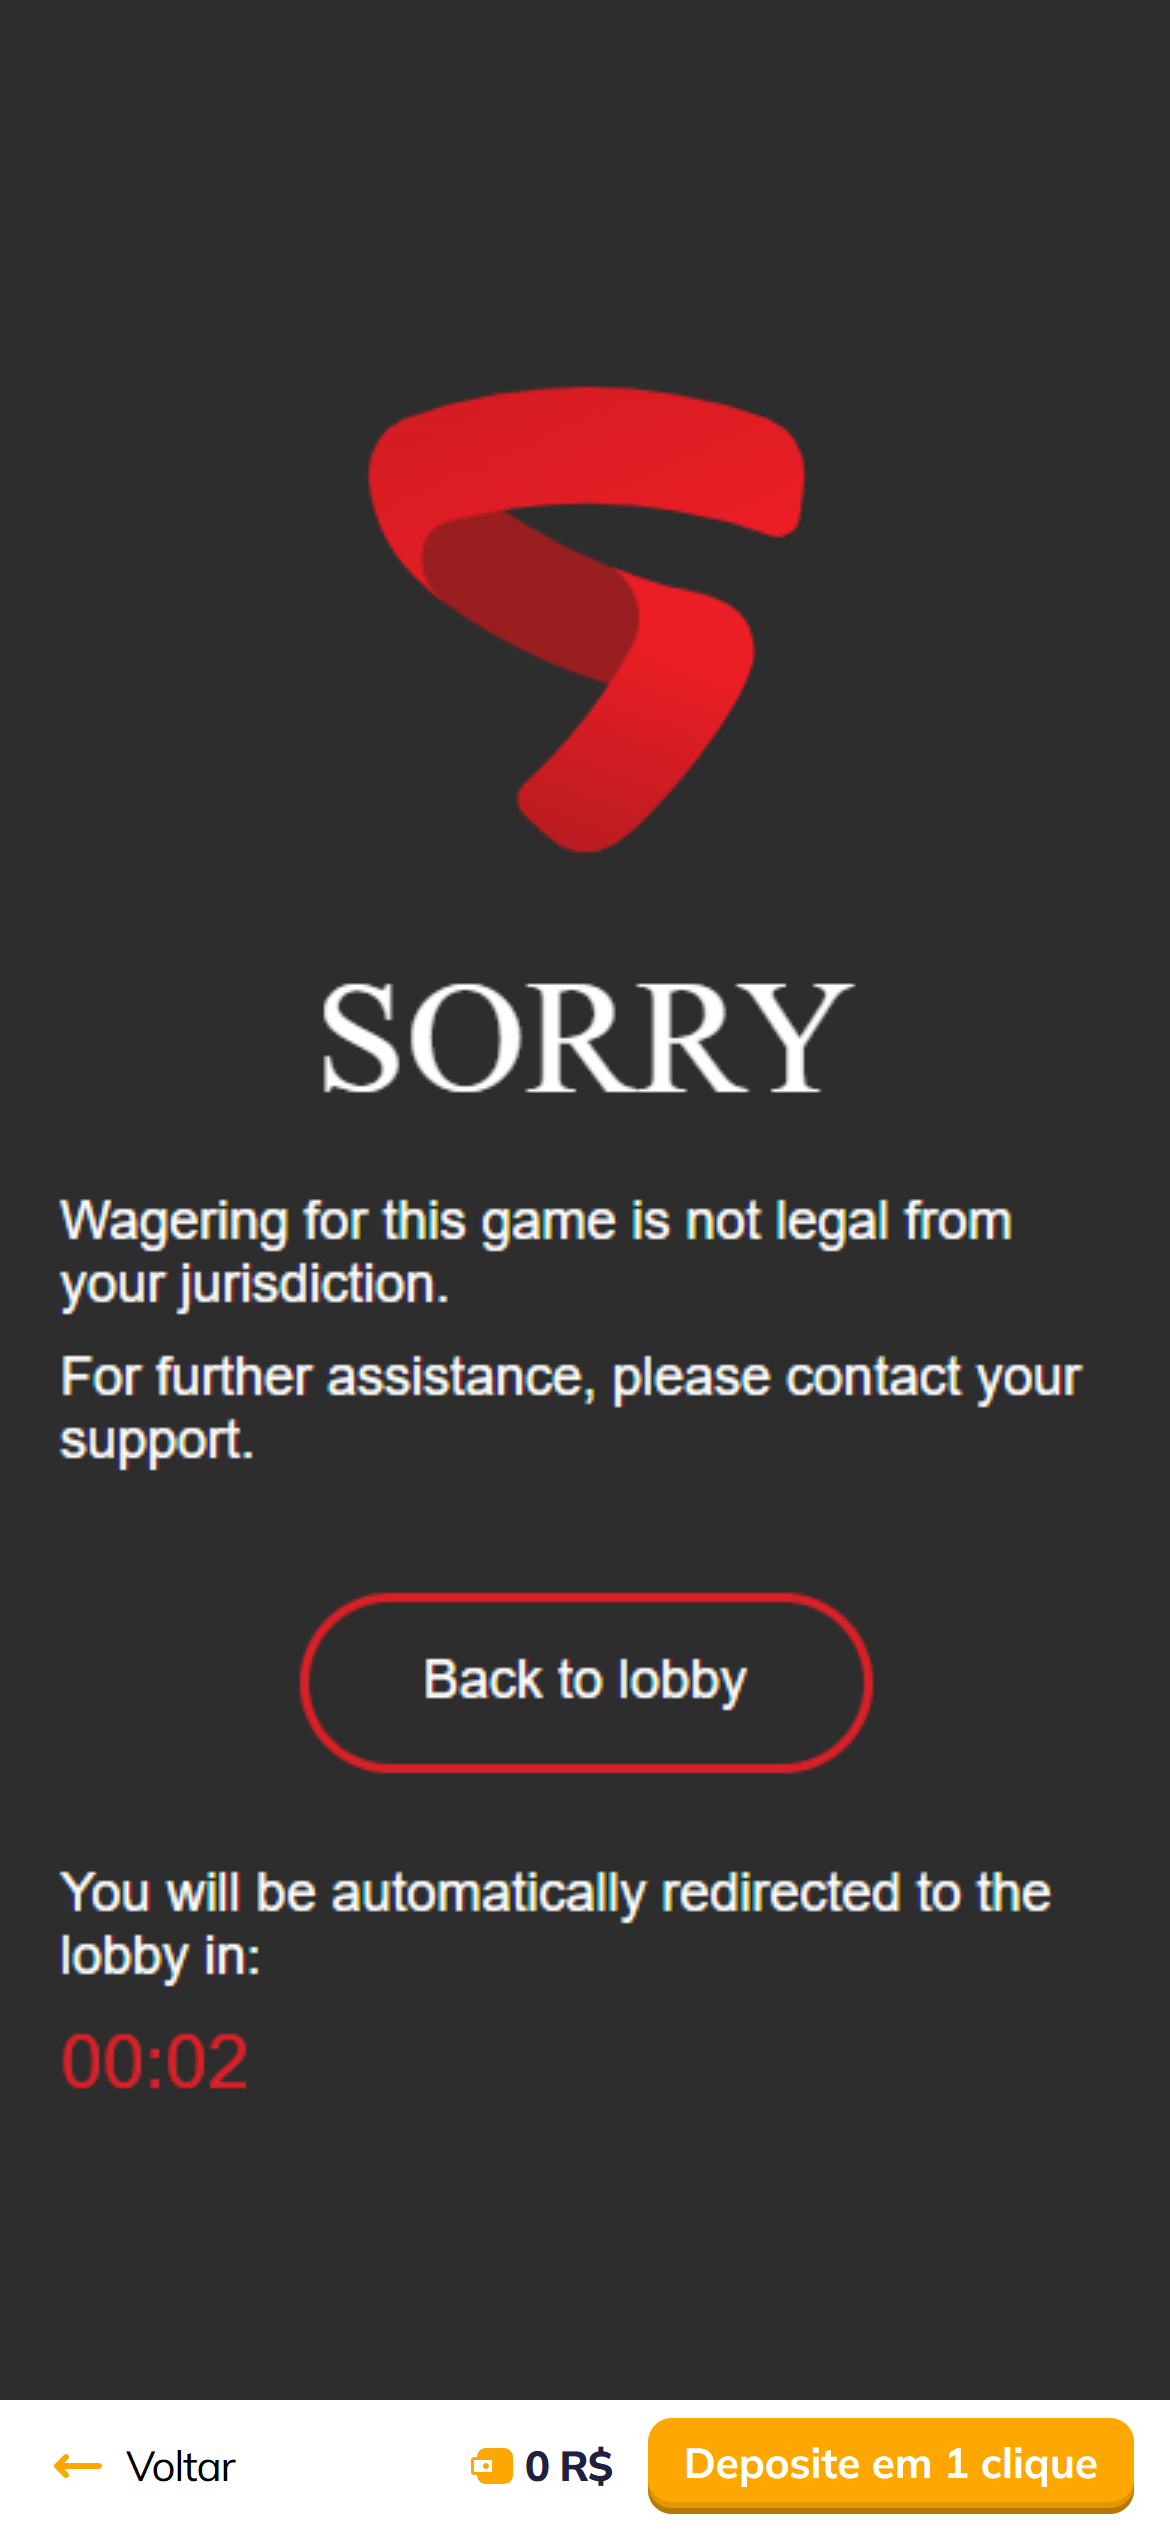 SORRY
Wagering for this game is not legal from
your jurisdiction.
For further assistance, please contact your
support.
Back to lobby
You will be automatically redirected to the
lobby in:
00:02
Voltar 0 R$ Deposite em 1 clique